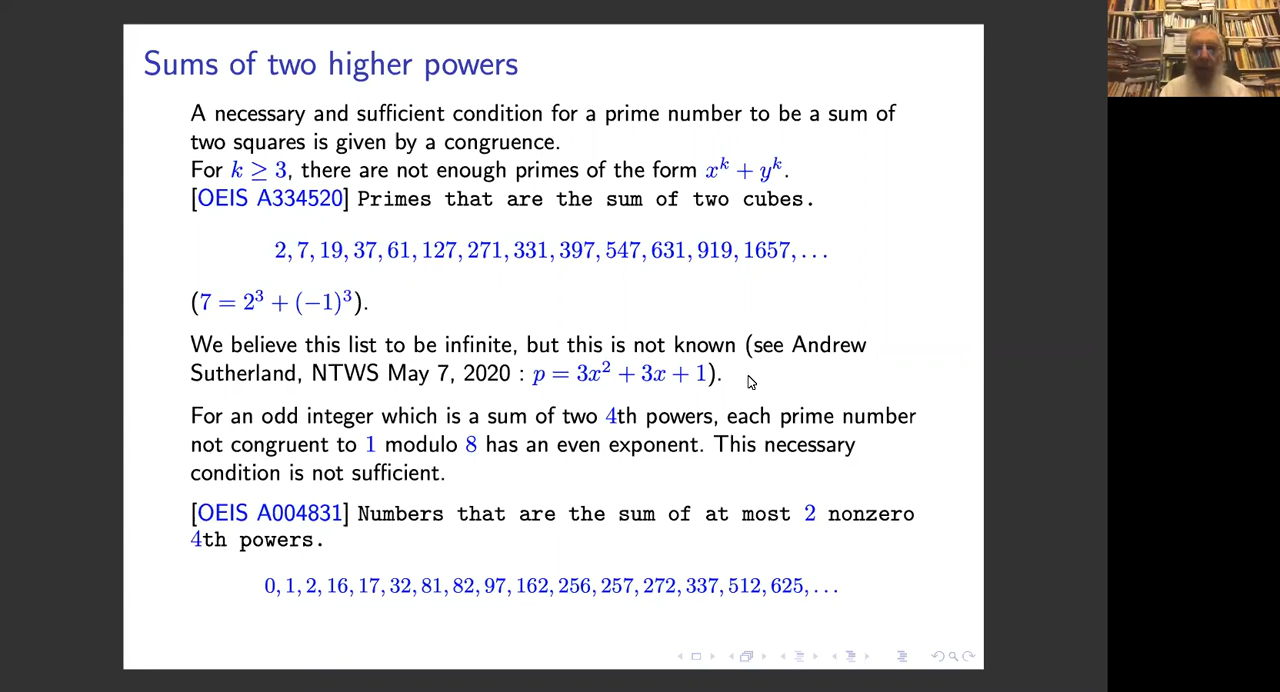 Sums of two higher powers
A necessary and sufficient condition for a prime number to be a sum of
two squares is given by a congruence.
For k ≥ 3, there are not enough primes of the form x^k + y^k.
[OEIS A334520] Primes that are the sum of two cubes.
2, 7, 19, 37, 61, 127, 271, 331, 397, 547, 631, 919, 1657, . . .
(7 = 2^3 + (−1)^3).
We believe this list to be infinite, but this is not known (see Andrew
Sutherland, NTWS May 7, 2020 : p = 3x^2 + 3x + 1).
For an odd integer which is a sum of two 4th powers, each prime number
not congruent to 1 modulo 8 has an even exponent. This necessary
condition is not sufficient.
[OEIS A004831] Numbers that are the sum of at most 2 nonzero
4th powers.
0, 1, 2, 16, 17, 32, 81, 82, 97, 162, 256, 257, 272, 337, 512, 625, . . .